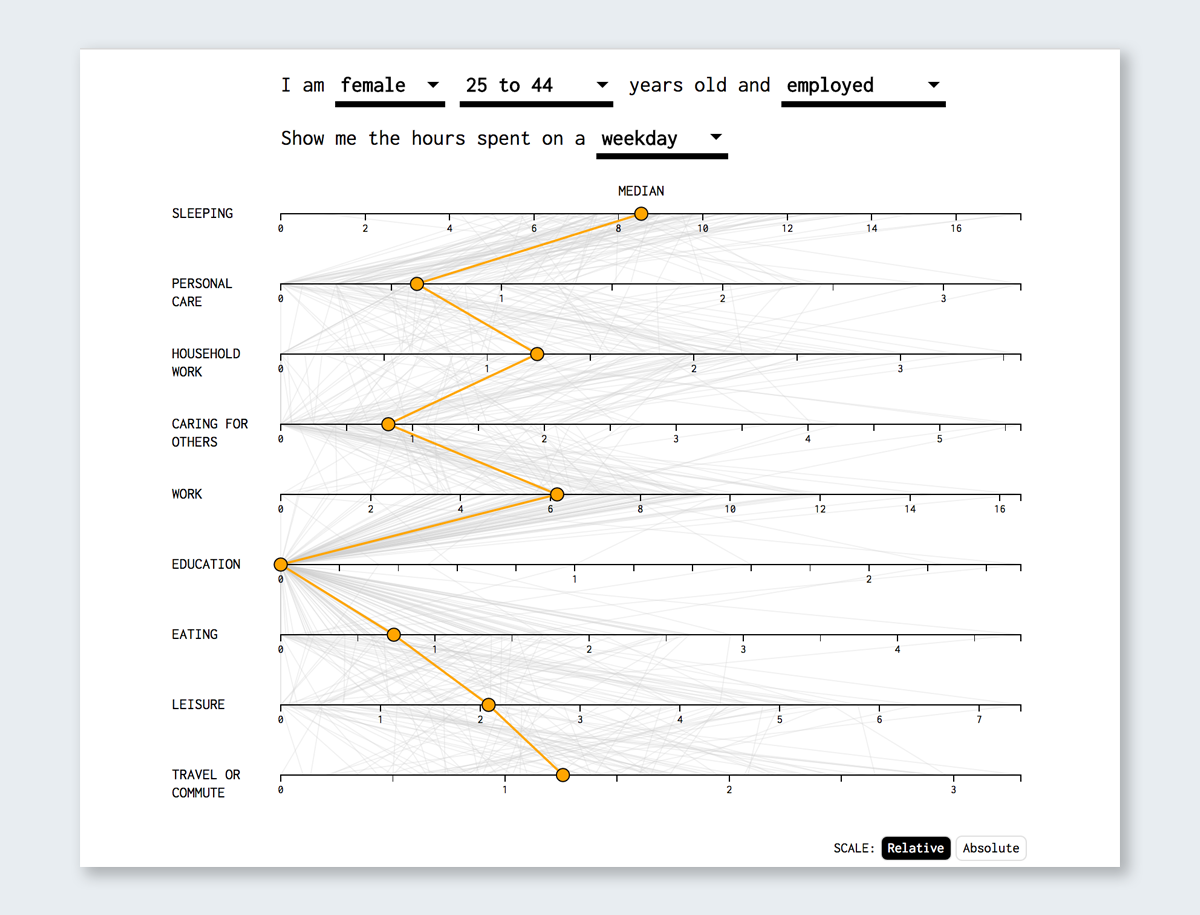 I am female 25 to 44 years old and employed
Show me the hours spent on a weekday
MEDIAN
SLEEPING
0 2 4 6 8 10 12 14 16
PERSONAL
CARE
0 1 2 3
HOUSEHOLD
WORK
0 1 2 3
CARING FOR
OTHERS
0 1 2 3 4 5
WORK
0 2 4 6 8 10 12 14 16
EDUCATION
0 1 2
EATING
0 1 2 3 4
LEISURE
0 1 2 3 4 5 6 7
TRAVEL OR
COMMUTE
0 1 2 3
SCALE: Relative Absolute